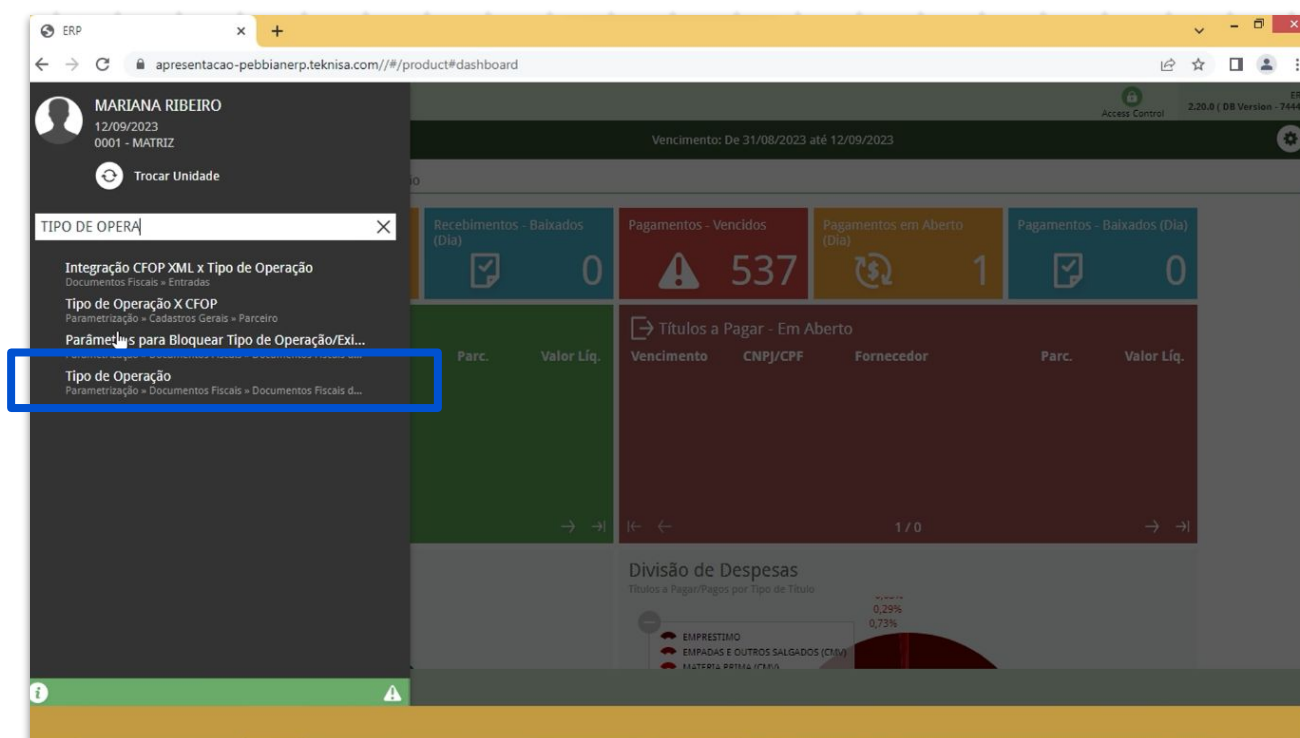 ERP
apresentacao-pebbianerp.teknisa.com//#/product#dashboard
MARIANA RIBEIRO
12/09/2023
0001 - MATRIZ
Trocar Unidade
Access Control
2.20.0 ( DB Version - 7444
Vencimento: De 31/08/2023 até 12/09/2023
TIPO DE OPERA
Integração CFOP XML x Tipo de Operação
Documentos Fiscais » Entradas
Tipo de Operação X CFOP
Parametrização » Cadastros Gerais » Parceiro
Parâmetros para Bloquear Tipo de Operação/Exi...
Tipo de Operação
Parametrização » Documentos Fiscais » Documentos Fiscais d...
Recebimentos - Baixados (Dia)
0
Pagamentos - Vencidos
537
Pagamentos em Aberto (Dia)
1
Pagamentos - Baixados (Dia)
0
Parc. Valor Líq.
Títulos a Pagar - Em Aberto
Vencimento CNPJ/CPF Fornecedor Parc. Valor Líq.
1 / 0
Divisão de Despesas
Títulos a Pagar/Pagos por Tipo de Título
0,29%
0,73%
EMPRESTIMO
EMPADAS E OUTROS SALGADOS (CMV)
MATERIA PRIMA (CMV)